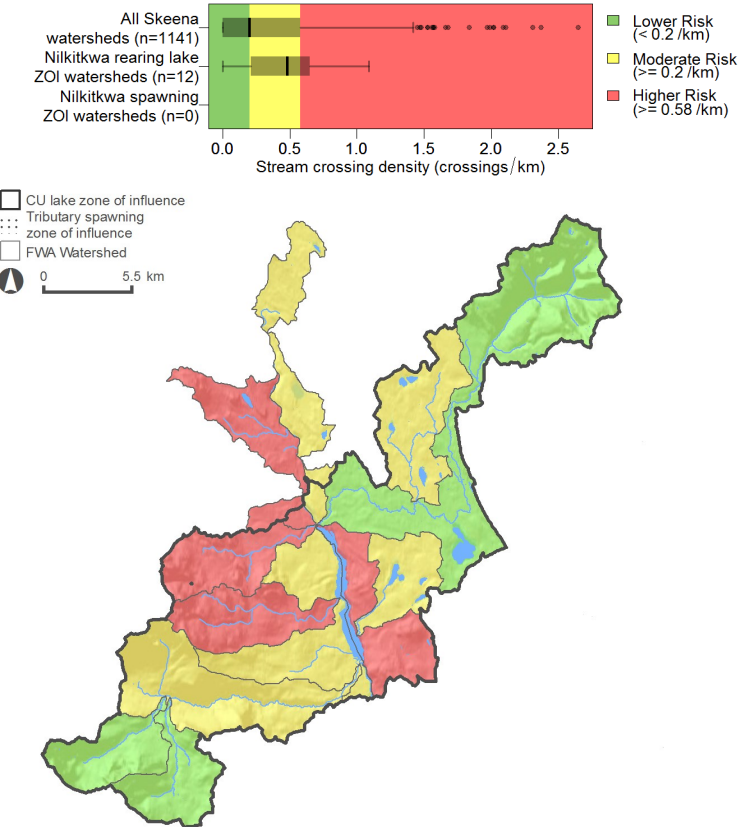 All Skeena
watersheds (n=1141)
Nilkitkwa rearing lake
ZOI watersheds (n=12)
Nilkitkwa spawning
ZOI watersheds (n=0)
0.0 0.5 1.0 1.5 2.0 2.5
Stream crossing density (crossings/km)
Lower Risk
(< 0.2 /km)
Moderate Risk
(>= 0.2 /km)
Higher Risk
(>= 0.58 /km)
CU lake zone of influence
Tributary spawning
zone of influence
FWA Watershed
0 5.5 km